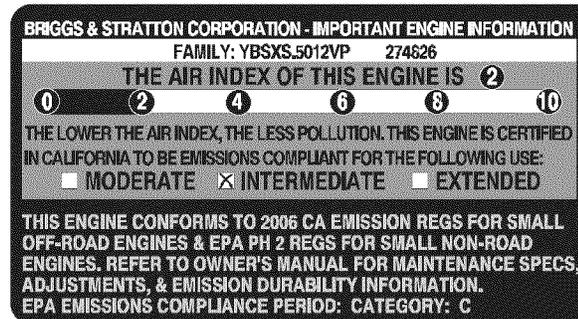 BRIGGS & STRATTON CORPORATION - IMPORTANT ENGINE INFORMATION
FAMILY: YBSXS.5012VP 274826
THE AIR INDEX OF THIS ENGINE IS 2
0 2 4 6 8 10
THE LOWER THE AIR INDEX, THE LESS POLLUTION. THIS ENGINE IS CERTIFIED
IN CALIFORNIA TO BE EMISSIONS COMPLIANT FOR THE FOLLOWING USE:
MODERATE INTERMEDIATE EXTENDED
THIS ENGINE CONFORMS TO 2006 CA EMISSION REGS FOR SMALL
OFF-ROAD ENGINES & EPA PH 2 REGS FOR SMALL NON-ROAD
ENGINES. REFER TO OWNER'S MANUAL FOR MAINTENANCE SPECS,
ADJUSTMENTS, & EMISSION DURABILITY INFORMATION.
EPA EMISSIONS COMPLIANCE PERIOD: CATEGORY: C